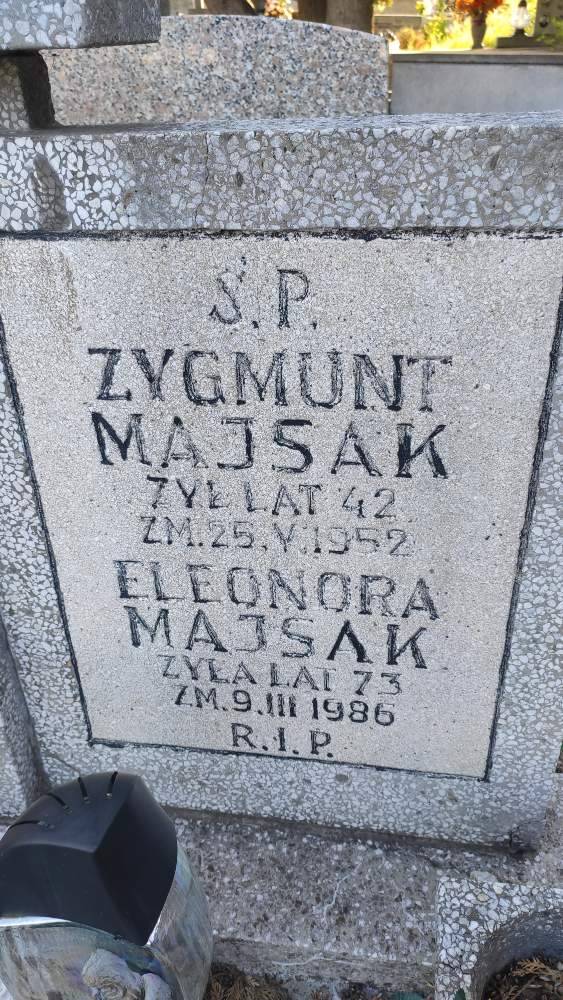 Ś.P.
ZYGMUNT
MAJSAK
ŻYŁ LAT 42
ZM.25.V.1952
ELEONORA
MAJSAK
ŻYŁA LAT 73
ZM.9.III 1986
R.I.P.